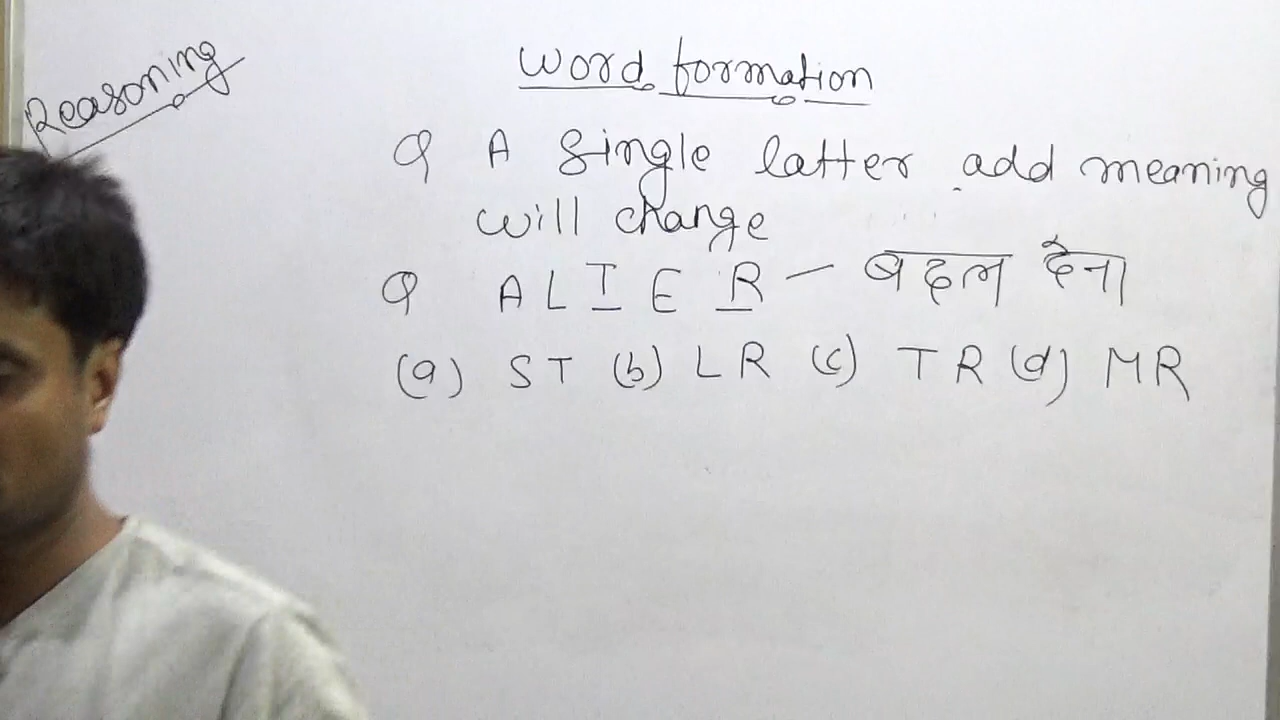 Reasoning
Word formation
Q A single latter add meaning
will change
Q A L T E R – बदल देना
(a) S T (b) L R (c) T R (d) M R